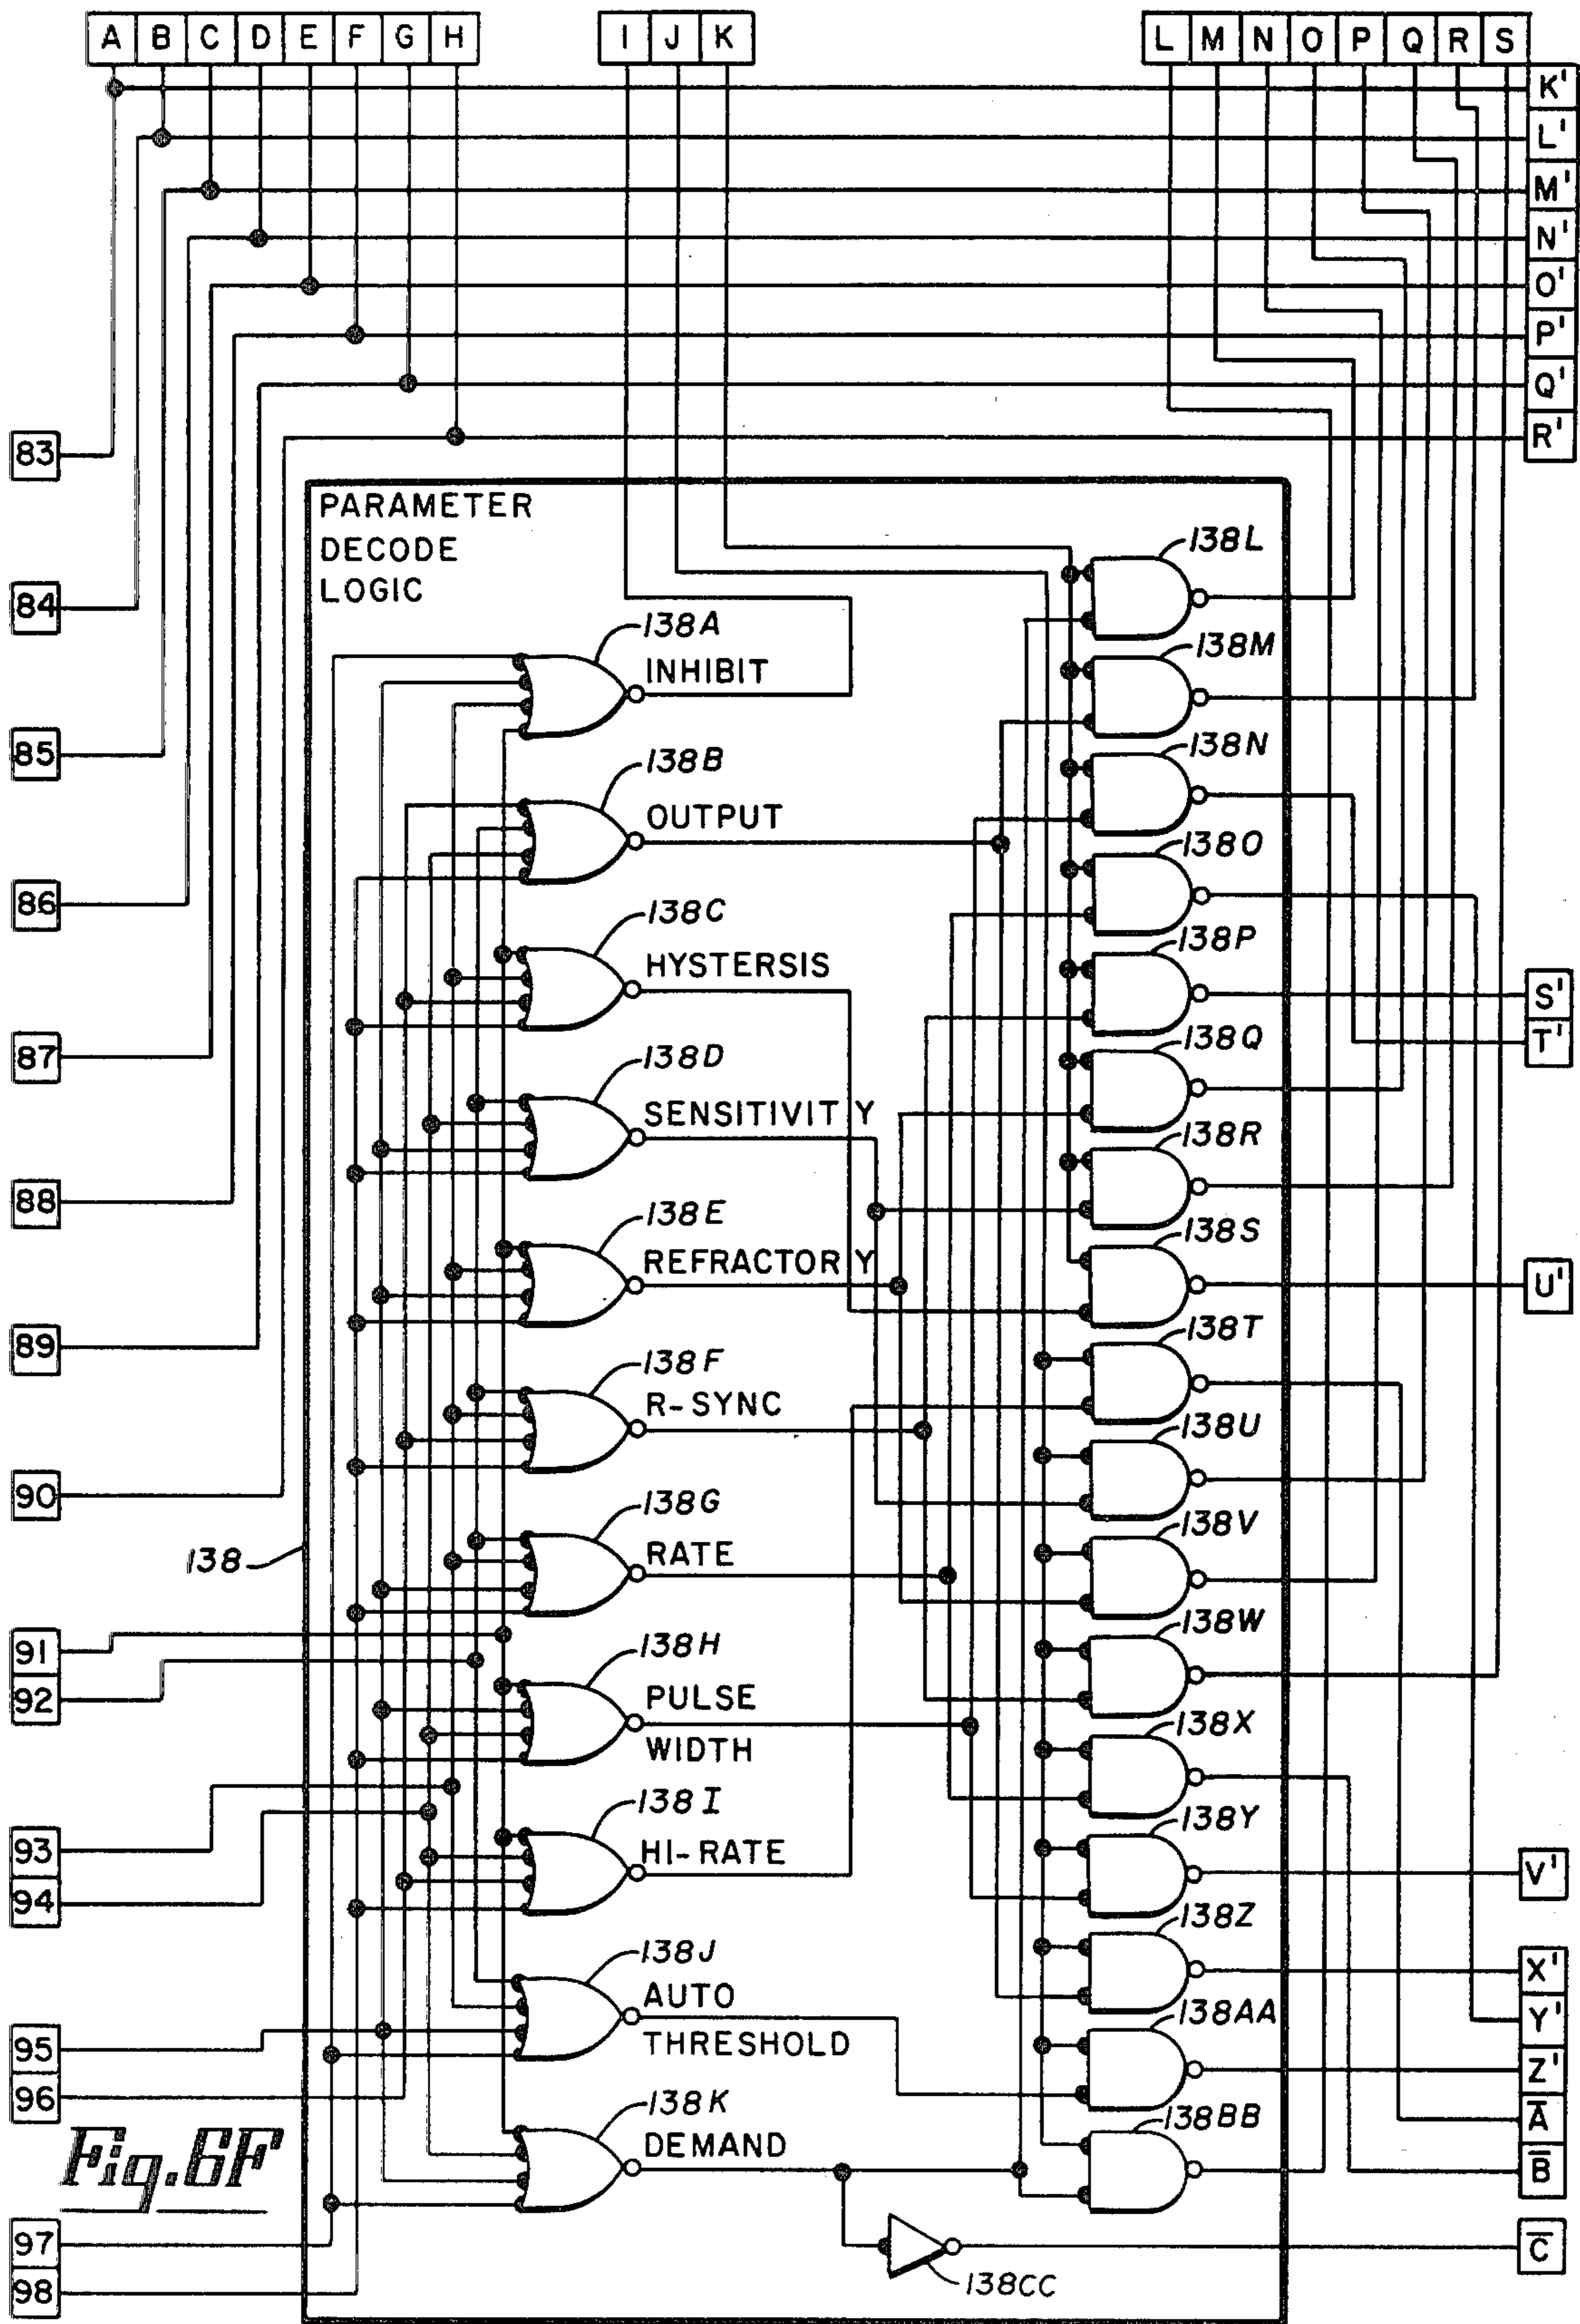 A B C D E F G H I J K L M N O P Q R S
K'
L'
M'
N'
O'
P'
Q'
R'
83
PARAMETER
DECODE
LOGIC
138L
84
138A
INHIBIT
138M
85
138B
OUTPUT
138N
138O
86
138C
HYSTERSIS
138P
S'
T'
87
138D
SENSITIVITY
138Q
138R
88
138E
REFRACTORY
138S
U'
89
138F
R-SYNC
138T
138U
90
138G
RATE
138V
138
91
92
138H
PULSE
WIDTH
138W
138X
93
94
138I
HI-RATE
138Y
V'
138Z
138J
AUTO
THRESHOLD
X'
Y'
138AA
Z'
95
96
138K
DEMAND
138BB
A̅
B̅
Fig.6F
97
98
138CC
C̅